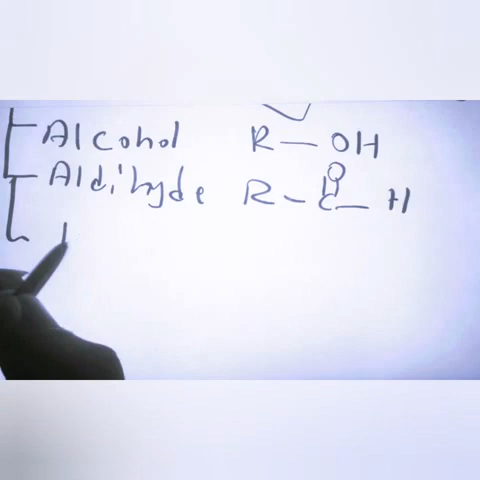 Alcohol R — OH
O
Aldihyde R - C — H